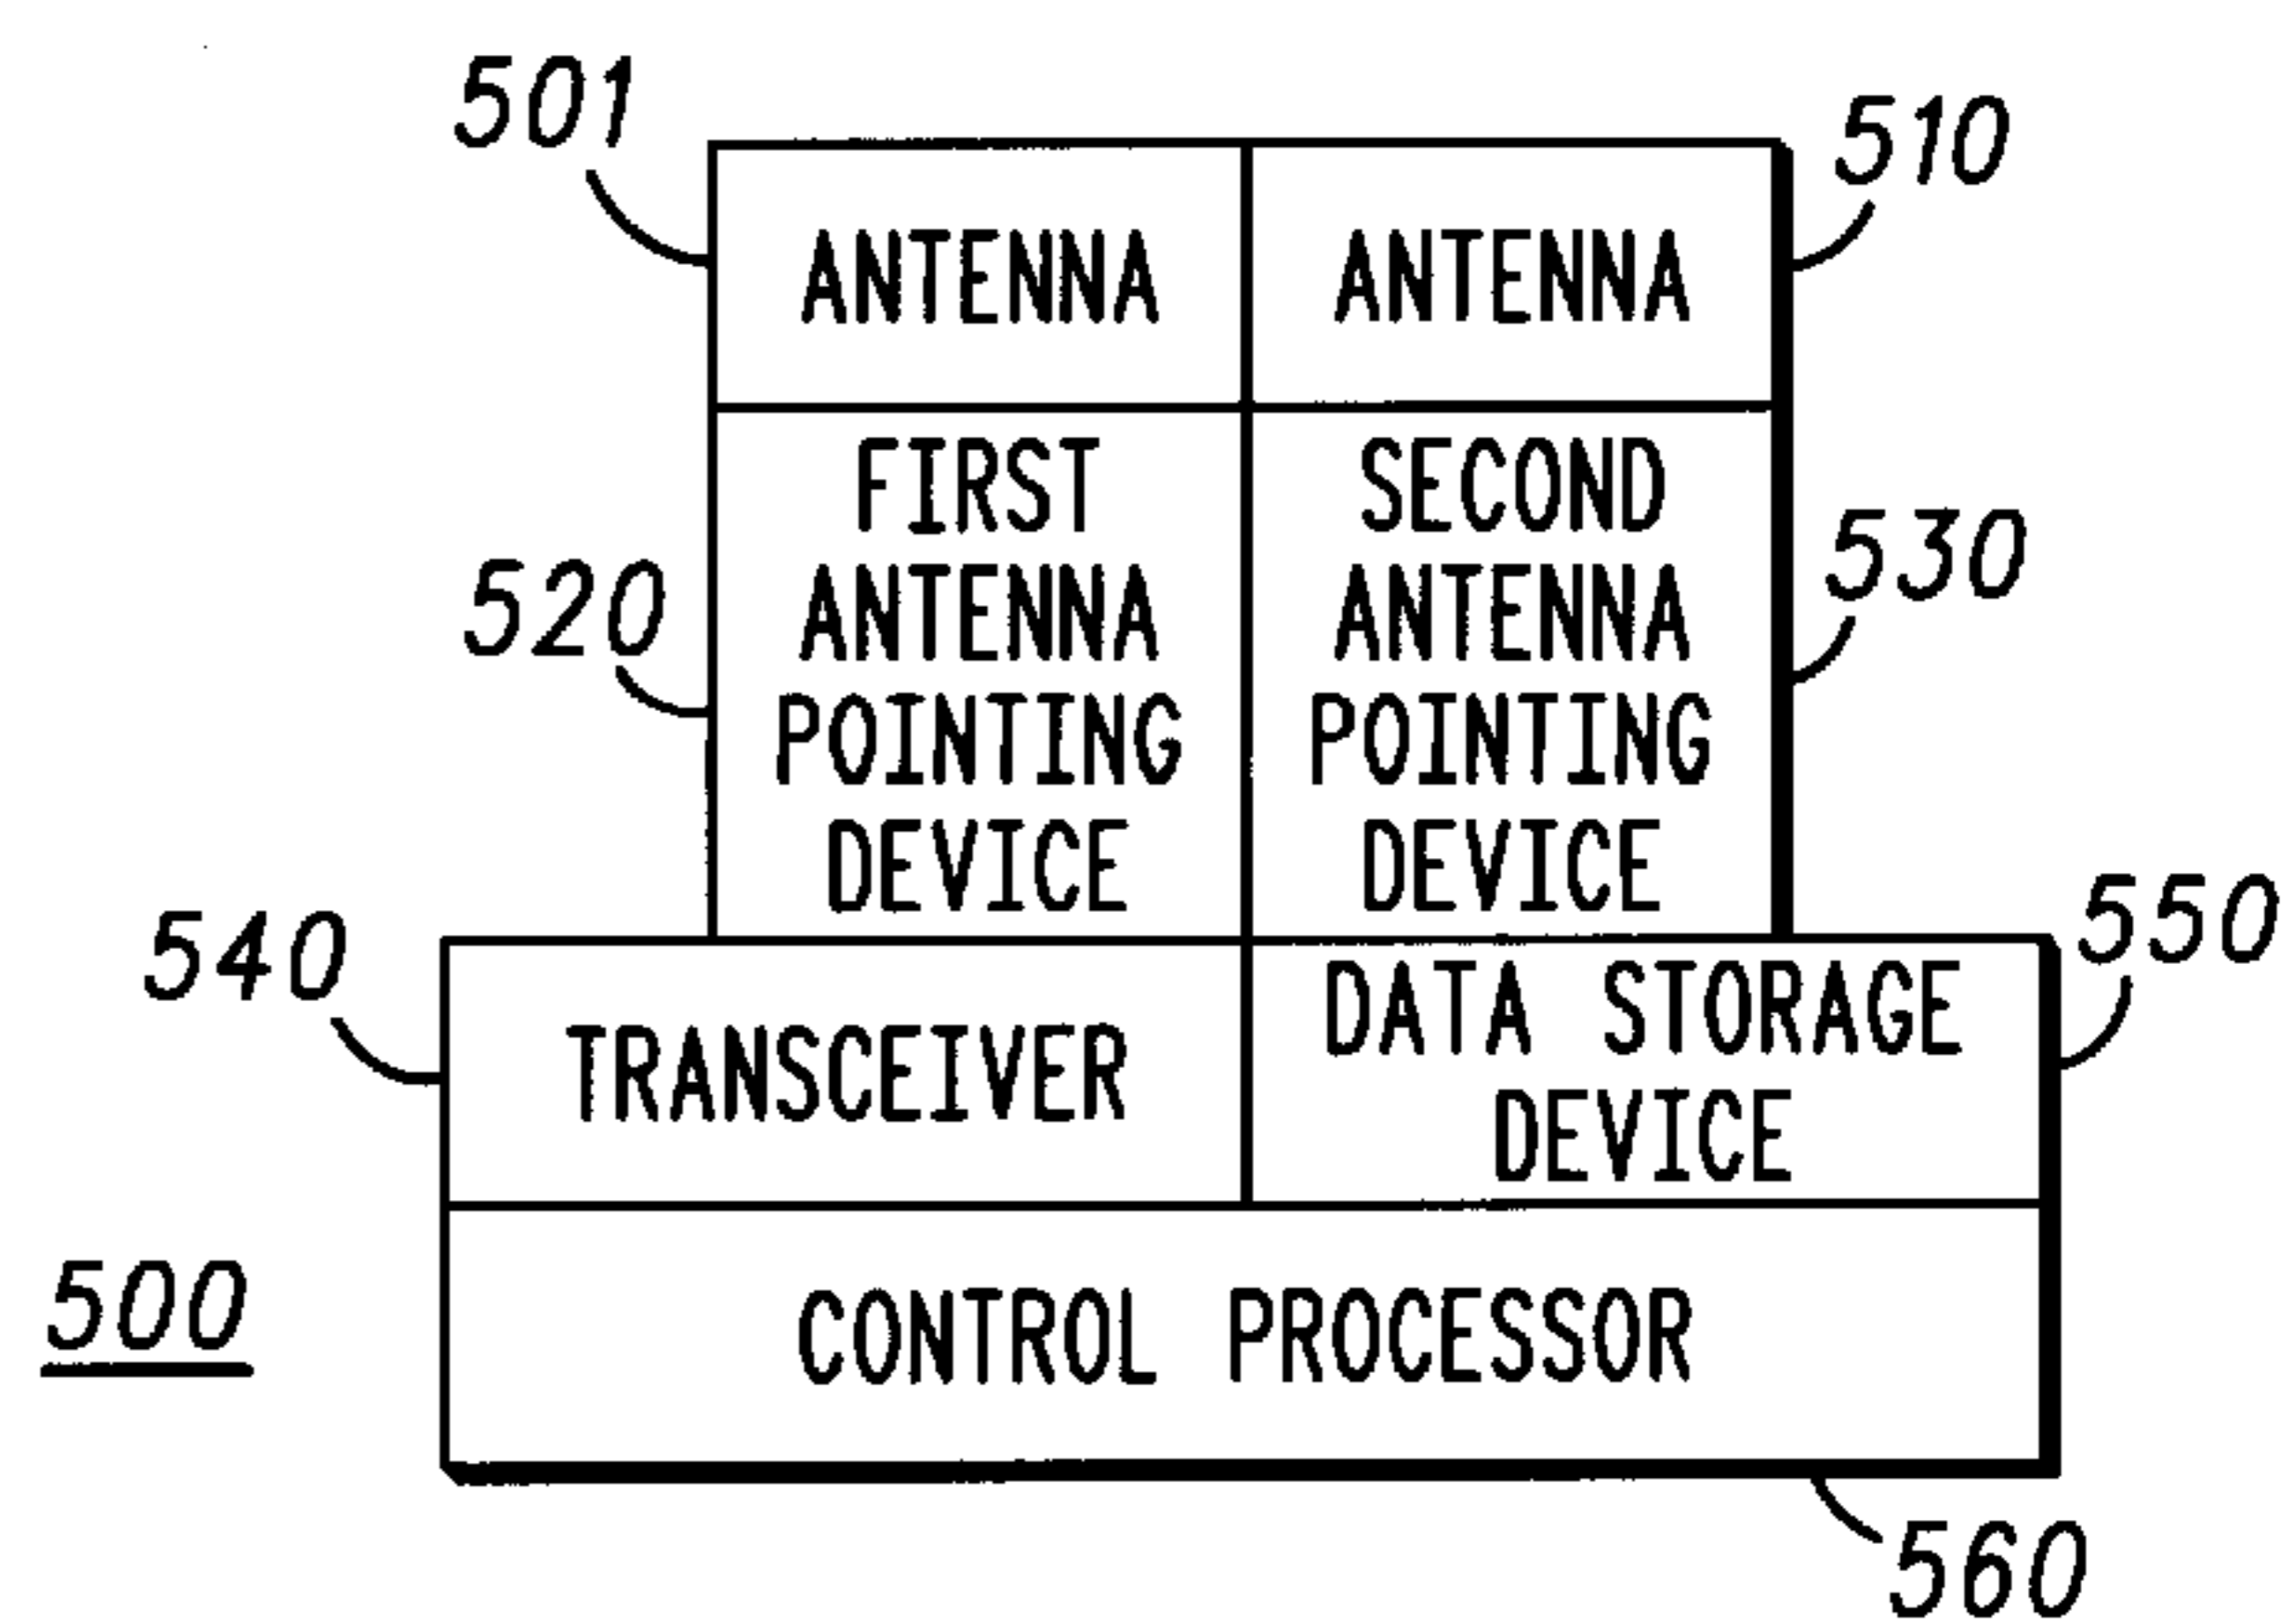 501
510
ANTENNA
ANTENNA
FIRST
ANTENNA
POINTING
DEVICE
SECOND
ANTENNA
POINTING
DEVICE
520
530
540
550
TRANSCEIVER
DATA STORAGE
DEVICE
500
CONTROL PROCESSOR
560